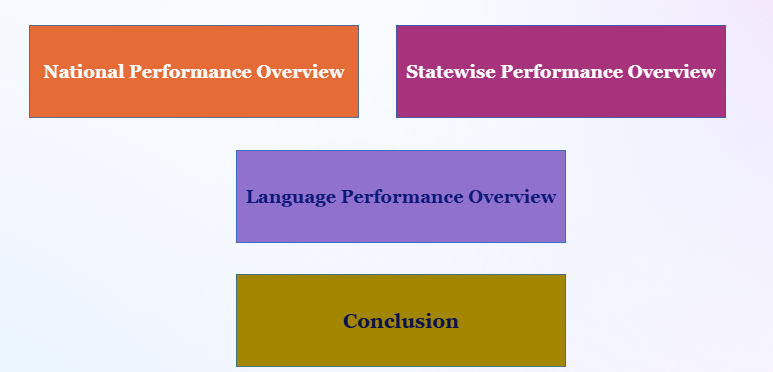 National Performance Overview
Statewise Performance Overview
Language Performance Overview
Conclusion